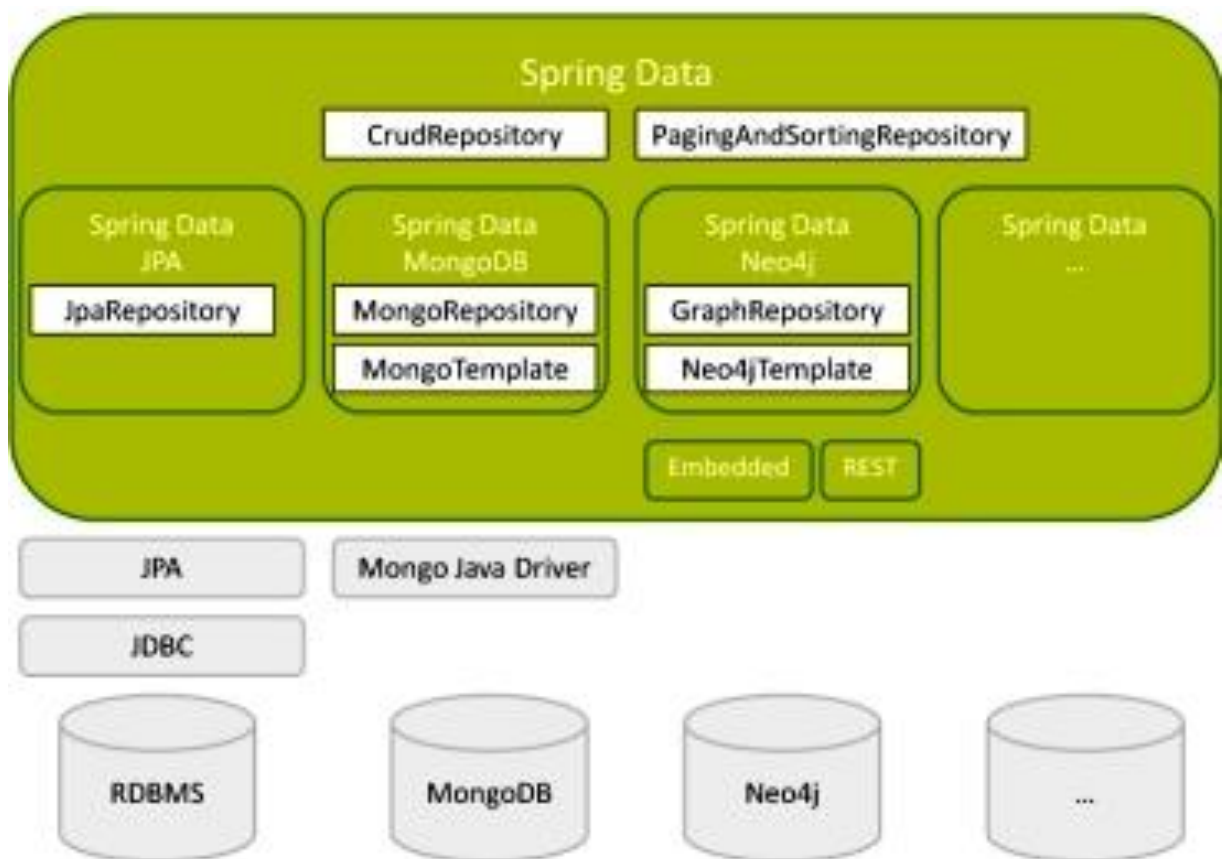 Spring Data
CrudRepository
PagingAndSortingRepository
Spring Data
JPA
JpaRepository
Spring Data
MongoDB
MongoRepository
MongoTemplate
Spring Data
Neo4j
GraphRepository
Neo4jTemplate
Spring Data
...
Embedded
REST
JPA
Mongo Java Driver
JDBC
RDBMS
MongoDB
Neo4j
...